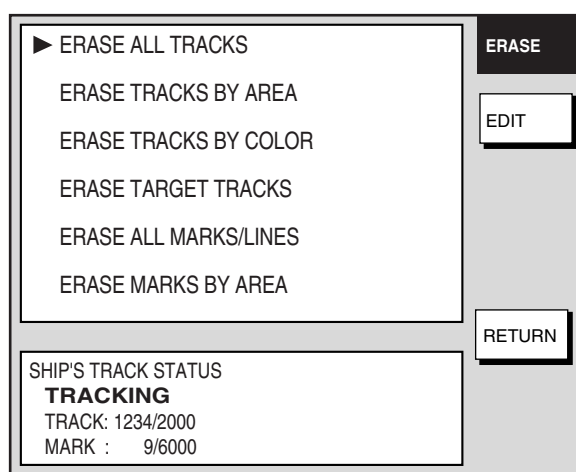 ▶ ERASE ALL TRACKS
ERASE TRACKS BY AREA
ERASE TRACKS BY COLOR
ERASE TARGET TRACKS
ERASE ALL MARKS/LINES
ERASE MARKS BY AREA
ERASE
EDIT
RETURN
SHIP'S TRACK STATUS
TRACKING
TRACK: 1234/2000
MARK : 9/6000